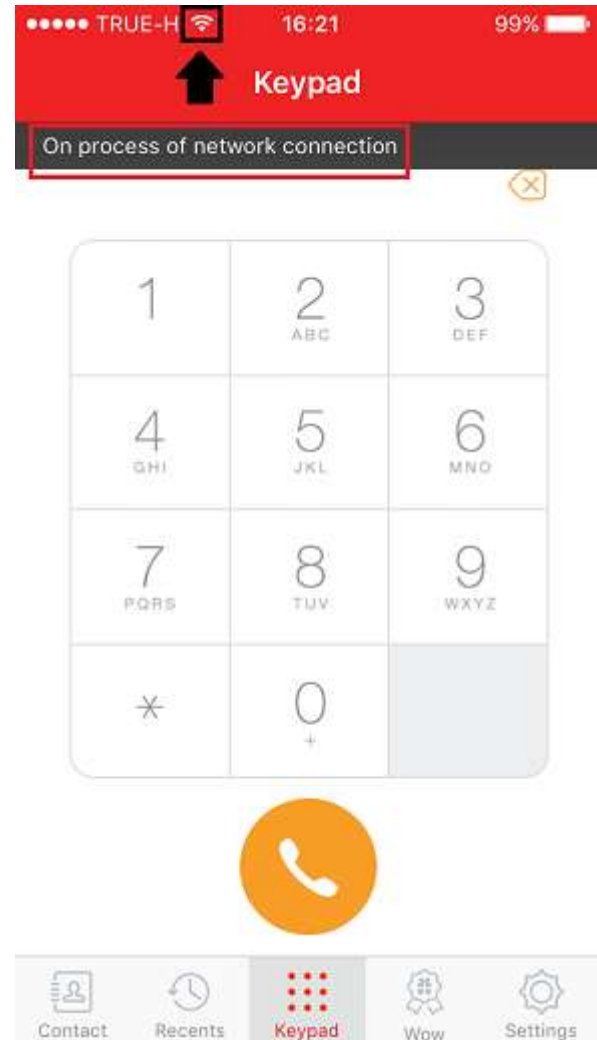 TRUE-H 16:21 99%
Keypad
On process of network connection
1 2 3
ABC DEF
4 5 6
GHI JKL MNO
7 8 9
PQRS TUV WXYZ
* 0
+
Contact Recents Keypad Wow Settings